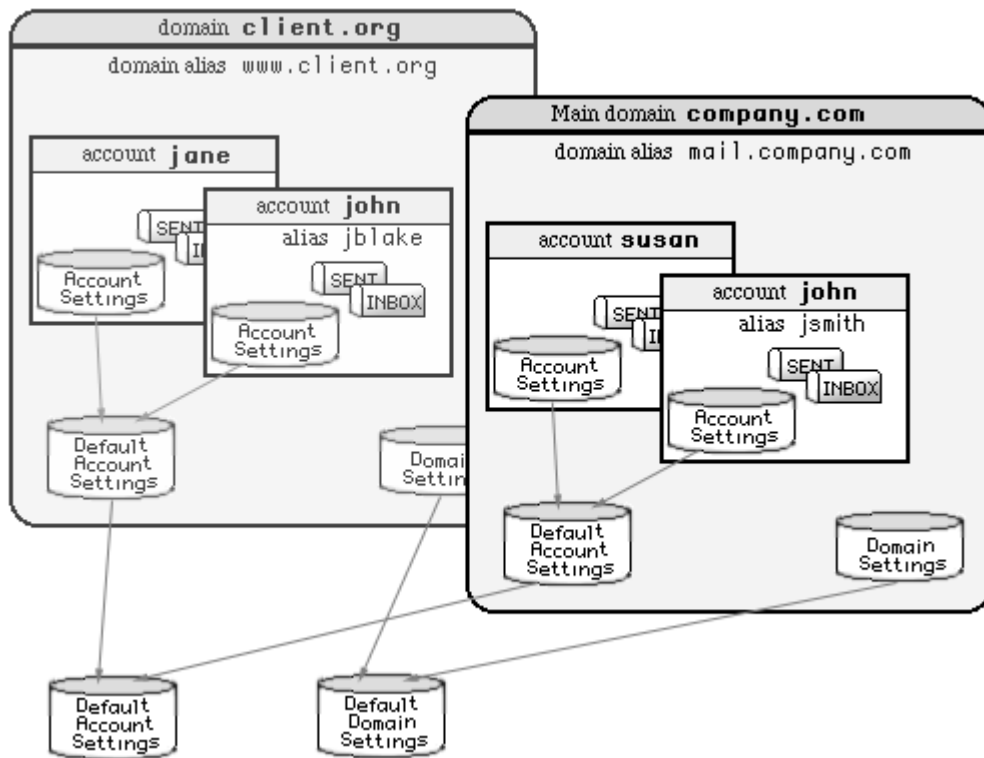 domain client.org
domain alias www.client.org
account jane
SENT
Account
Settings
account john
alias jblake
SENT
INBOX
Account
Settings
Default
Account
Settings
Main domain company.com
domain alias mail.company.com
account susan
SENT
Account
Settings
account john
alias jsmith
SENT
INBOX
Account
Settings
Default
Account
Settings
Domain
Settings
Default
Account
Settings
Default
Domain
Settings